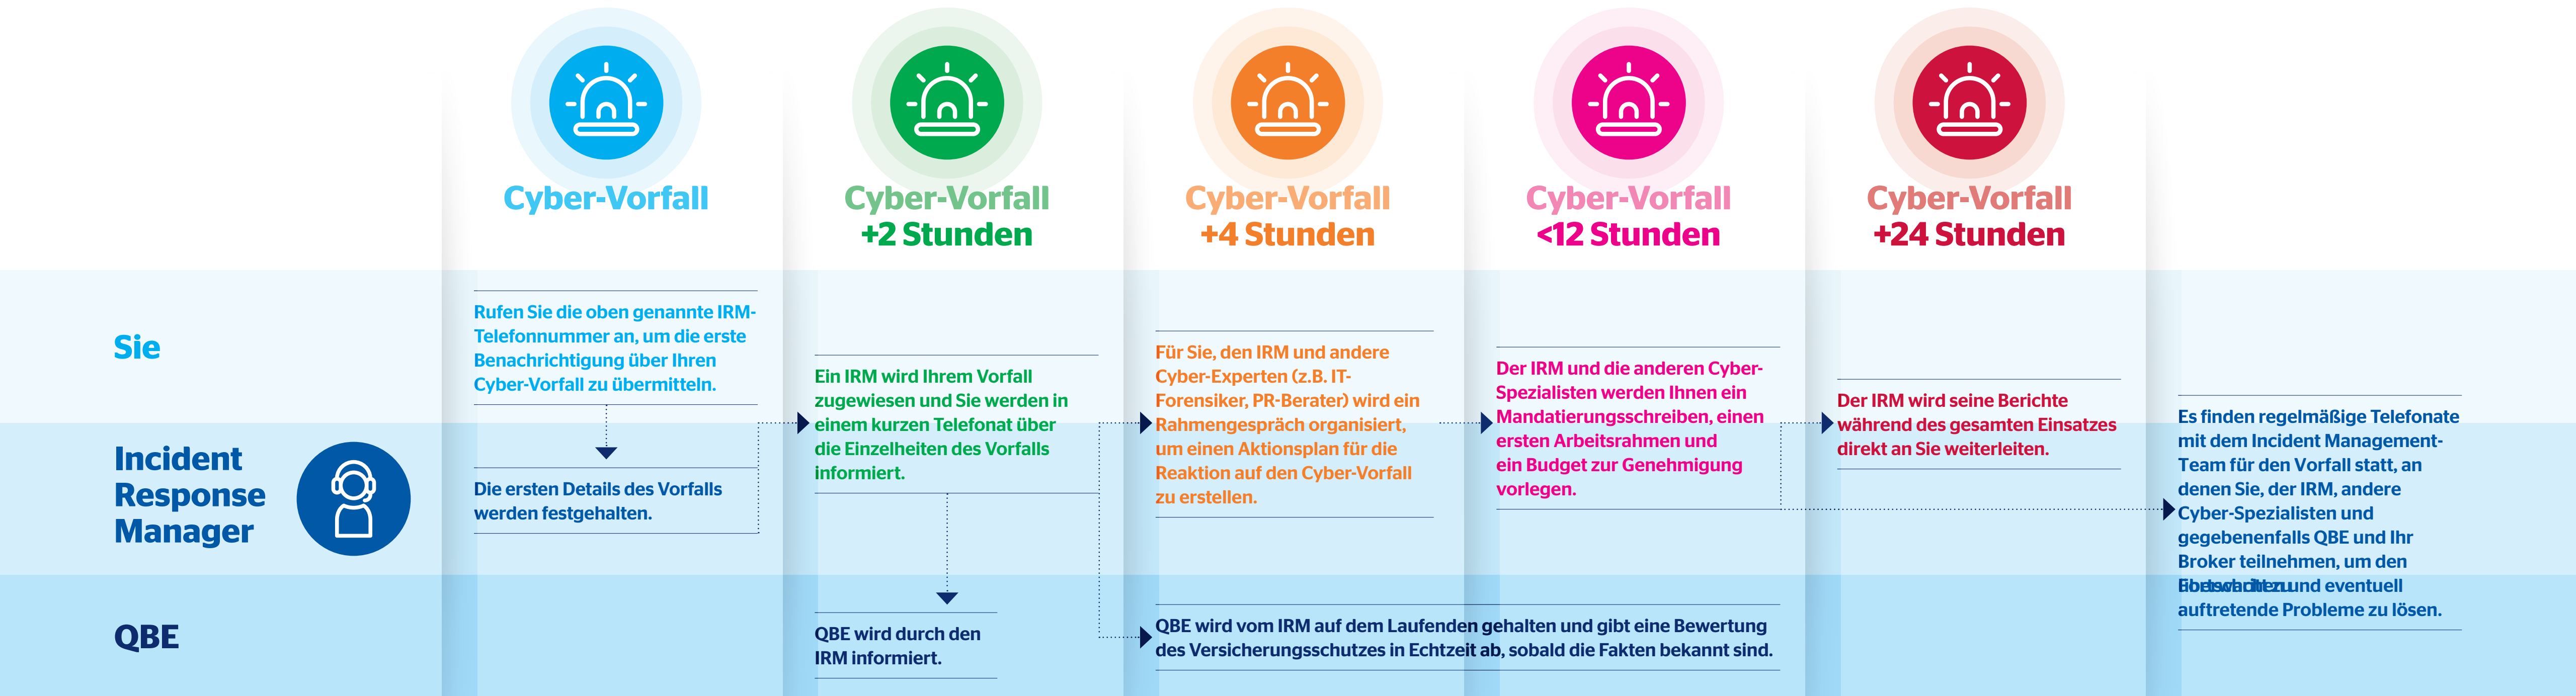 Cyber-Vorfall
Cyber-Vorfall
+2 Stunden
Cyber-Vorfall
+4 Stunden
Cyber-Vorfall
<12 Stunden
Cyber-Vorfall
+24 Stunden
Sie
Incident
Response
Manager
QBE
Rufen Sie die oben genannte IRM-
Telefonnummer an, um die erste
Benachrichtigung über Ihren
Cyber-Vorfall zu übermitteln.
Die ersten Details des Vorfalls
werden festgehalten.
Ein IRM wird Ihrem Vorfall
zugewiesen und Sie werden in
einem kurzen Telefonat über
die Einzelheiten des Vorfalls
informiert.
QBE wird durch den
IRM informiert.
Für Sie, den IRM und andere
Cyber-Experten (z.B. IT-
Forensiker, PR-Berater) wird ein
Rahmengespräch organisiert,
um einen Aktionsplan für die
Reaktion auf den Cyber-Vorfall
zu erstellen.
Der IRM und die anderen Cyber-
Spezialisten werden Ihnen ein
Mandatierungsschreiben, einen
ersten Arbeitsrahmen und
ein Budget zur Genehmigung
vorlegen.
QBE wird vom IRM auf dem Laufenden gehalten und gibt eine Bewertung
des Versicherungsschutzes in Echtzeit ab, sobald die Fakten bekannt sind.
Der IRM wird seine Berichte
während des gesamten Einsatzes
direkt an Sie weiterleiten.
Es finden regelmäßige Telefonate
mit dem Incident Management-
Team für den Vorfall statt, an
denen Sie, der IRM, andere
Cyber-Spezialisten und
gegebenenfalls QBE und Ihr
Broker teilnehmen, um den
und eventuell
auftretende Probleme zu lösen.